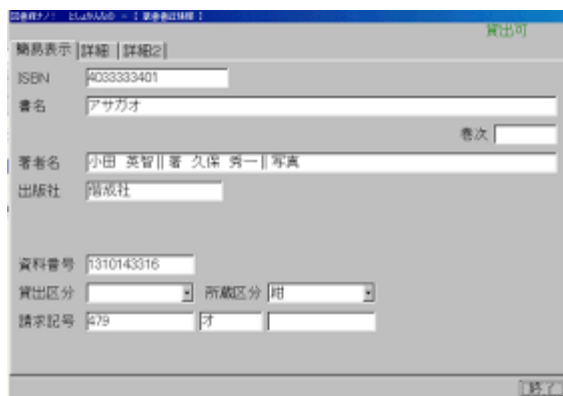 貸出可
簡易表示 詳細 詳細2
ISBN 4033333401
書名 アサガオ
巻次
著者名 小田 英智||著 久保 秀一||写真
出版社 偕成社
資料番号 1310143316
貸出区分 所蔵区分
請求記号 479 オ
終了